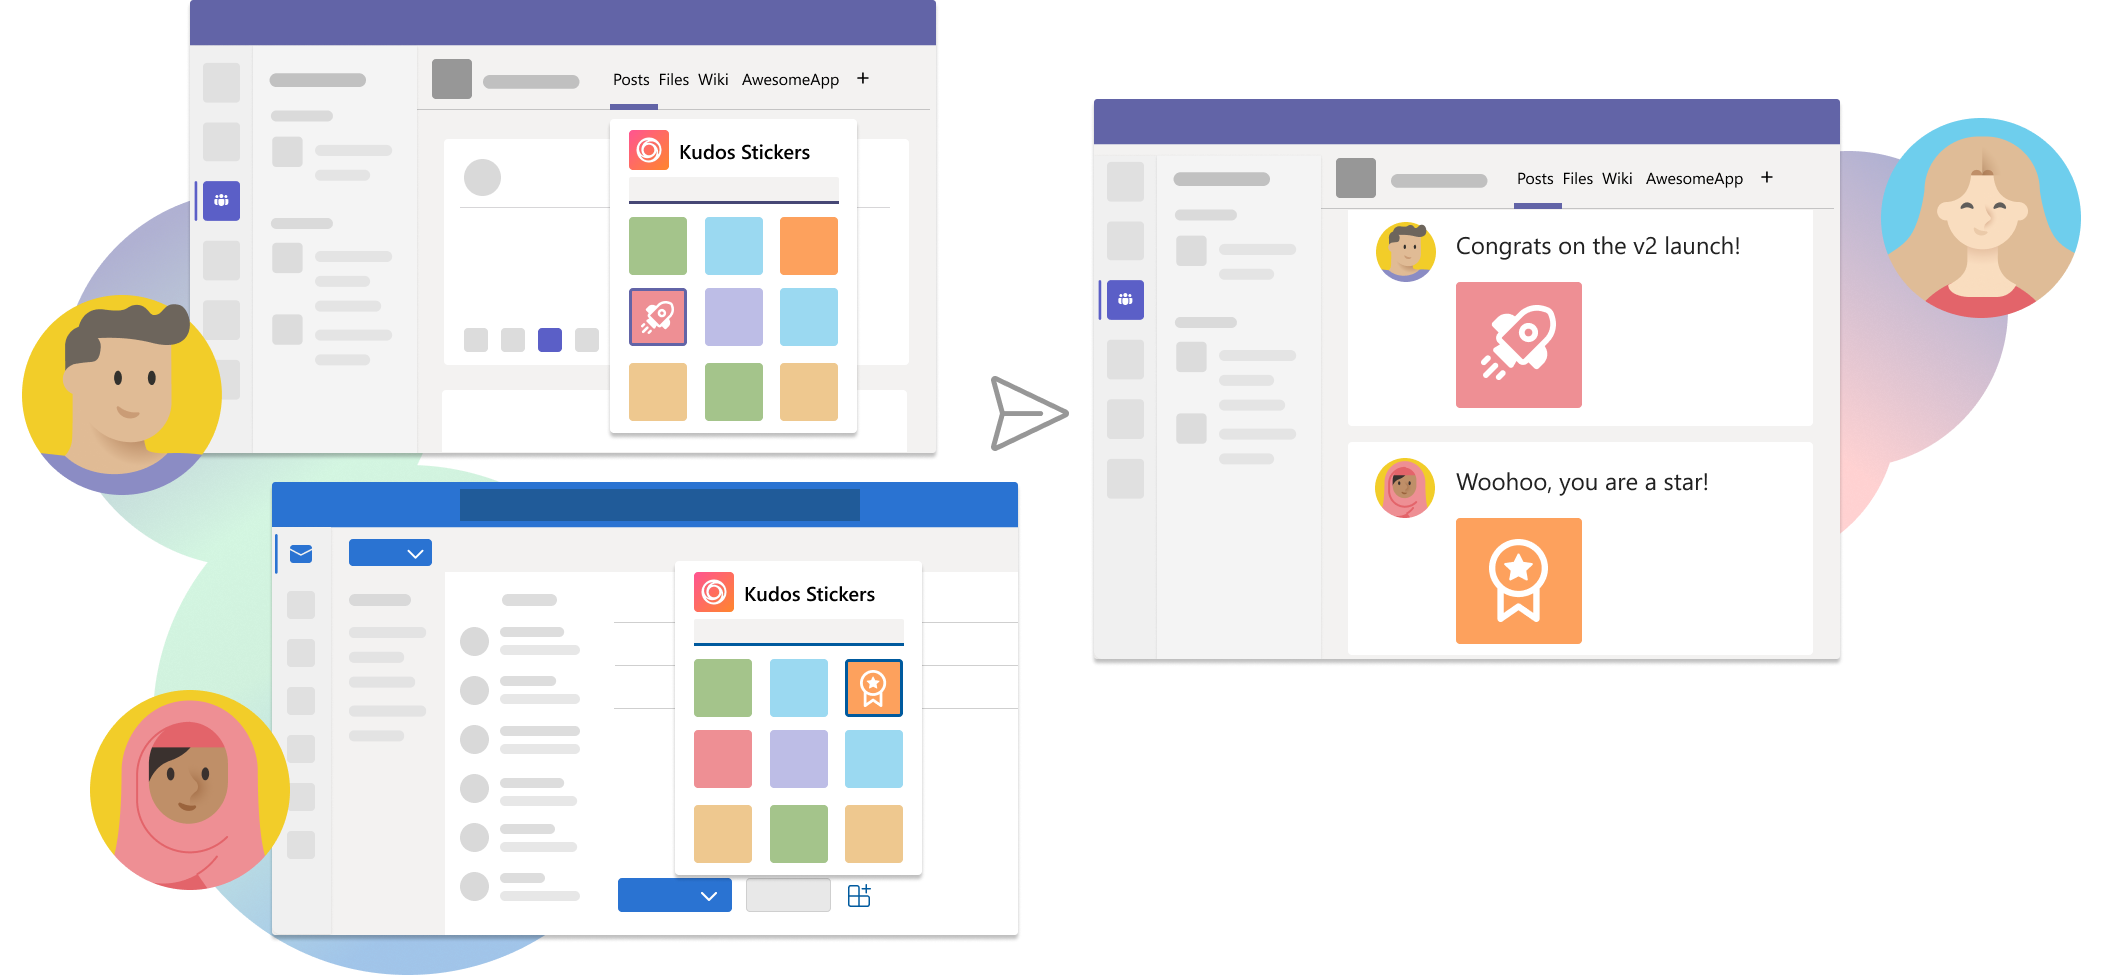 Posts Files Wiki AwesomeApp +
Kudos Stickers
Kudos Stickers
Posts Files Wiki AwesomeApp +
Congrats on the v2 launch!
Woohoo, you are a star!